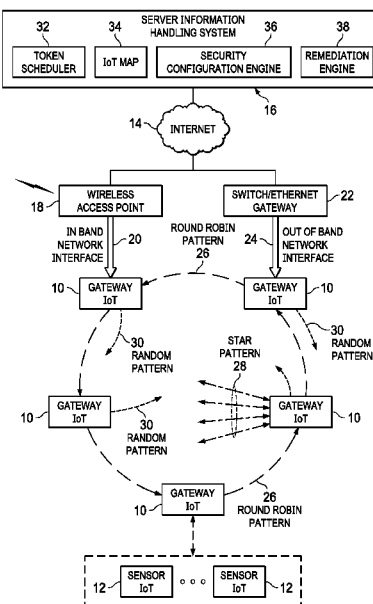 SERVER INFORMATION
HANDLING SYSTEM
32
34
36
38
TOKEN
SCHEDULER
IoT MAP
SECURITY
CONFIGURATION ENGINE
REMEDIATION
ENGINE
16
14
INTERNET
WIRELESS
ACCESS POINT
18
SWITCH/ETHERNET
GATEWAY
22
IN BAND
NETWORK
INTERFACE
20
ROUND ROBIN
PATTERN
26
24
OUT OF BAND
NETWORK
INTERFACE
10
GATEWAY
IoT
GATEWAY
IoT
10
30
RANDOM
PATTERN
30
RANDOM
PATTERN
STAR
PATTERN
28
10
GATEWAY
IoT
30
RANDOM
PATTERN
GATEWAY
IoT
10
10
GATEWAY
IoT
26
ROUND ROBIN
PATTERN
12
SENSOR
IoT
SENSOR
IoT
12